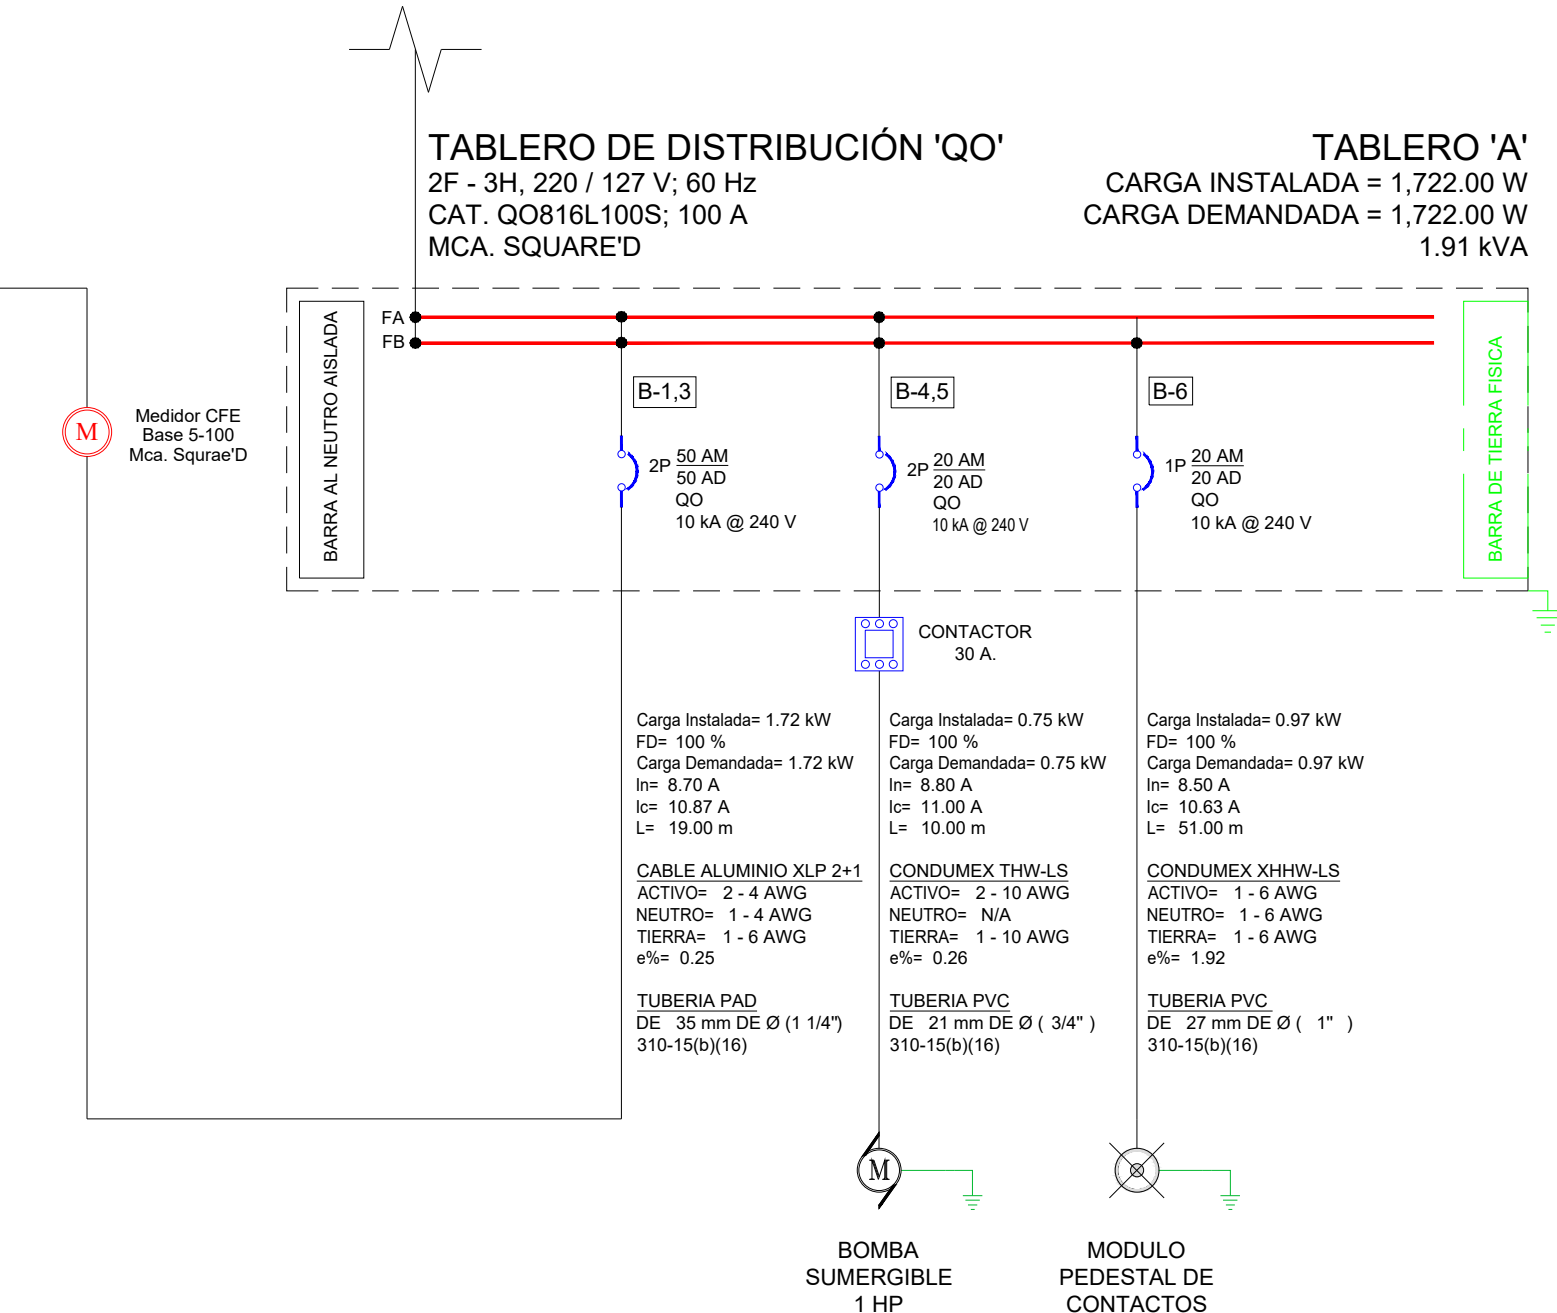 TABLERO DE DISTRIBUCIÓN 'QO'
2F - 3H, 220 / 127 V; 60 Hz
CAT. QO816L100S; 100 A
MCA. SQUARE'D
TABLERO 'A'
CARGA INSTALADA = 1,722.00 W
CARGA DEMANDADA = 1,722.00 W
1.91 kVA
M
Medidor CFE
Base 5-100
Mca. Squrae'D
BARRA AL NEUTRO AISLADA
FA
FB
B-1,3
2P 50 AM
50 AD
QO
10 kA @ 240 V
B-4,5
2P 20 AM
20 AD
QO
10 kA @ 240 V
B-6
1P 20 AM
20 AD
QO
10 kA @ 240 V
BARRA DE TIERRA FISICA
CONTACTOR
30 A.
Carga Instalada= 1.72 kW
FD= 100 %
Carga Demandada= 1.72 kW
In= 8.70 A
Ic= 10.87 A
L= 19.00 m
CABLE ALUMINIO XLP 2+1
ACTIVO= 2 - 4 AWG
NEUTRO= 1 - 4 AWG
TIERRA= 1 - 6 AWG
e%= 0.25
TUBERIA PAD
DE 35 mm DE Ø (1 1/4")
310-15(b)(16)
Carga Instalada= 0.75 kW
FD= 100 %
Carga Demandada= 0.75 kW
In= 8.80 A
Ic= 11.00 A
L= 10.00 m
CONDUMEX THW-LS
ACTIVO= 2 - 10 AWG
NEUTRO= N/A
TIERRA= 1 - 10 AWG
e%= 0.26
TUBERIA PVC
DE 21 mm DE Ø ( 3/4" )
310-15(b)(16)
Carga Instalada= 0.97 kW
FD= 100 %
Carga Demandada= 0.97 kW
In= 8.50 A
Ic= 10.63 A
L= 51.00 m
CONDUMEX XHHW-LS
ACTIVO= 1 - 6 AWG
NEUTRO= 1 - 6 AWG
TIERRA= 1 - 6 AWG
e%= 1.92
TUBERIA PVC
DE 27 mm DE Ø ( 1" )
310-15(b)(16)
M
BOMBA
SUMERGIBLE
1 HP
MODULO
PEDESTAL DE
CONTACTOS